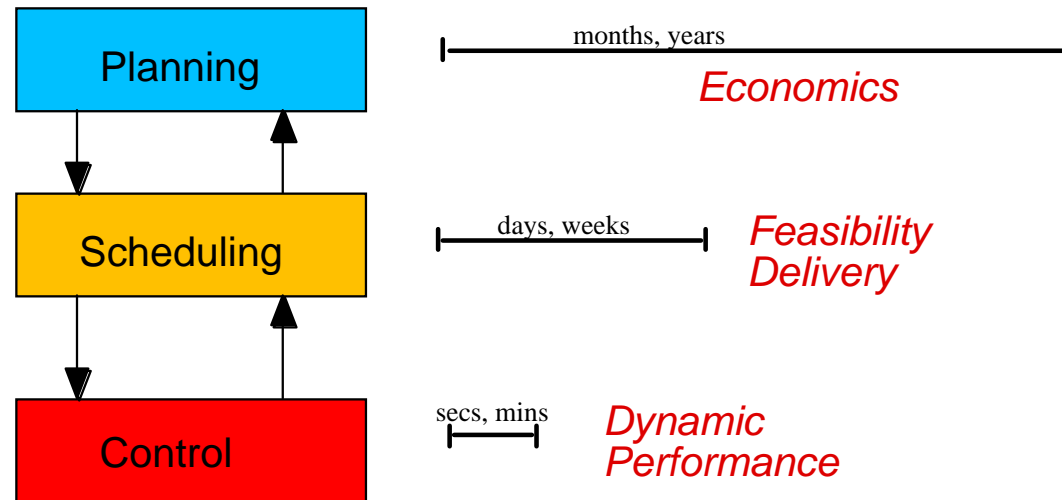 Planning
months, years
Economics
Scheduling
days, weeks
Feasibility
Delivery
Control
secs, mins
Dynamic
Performance